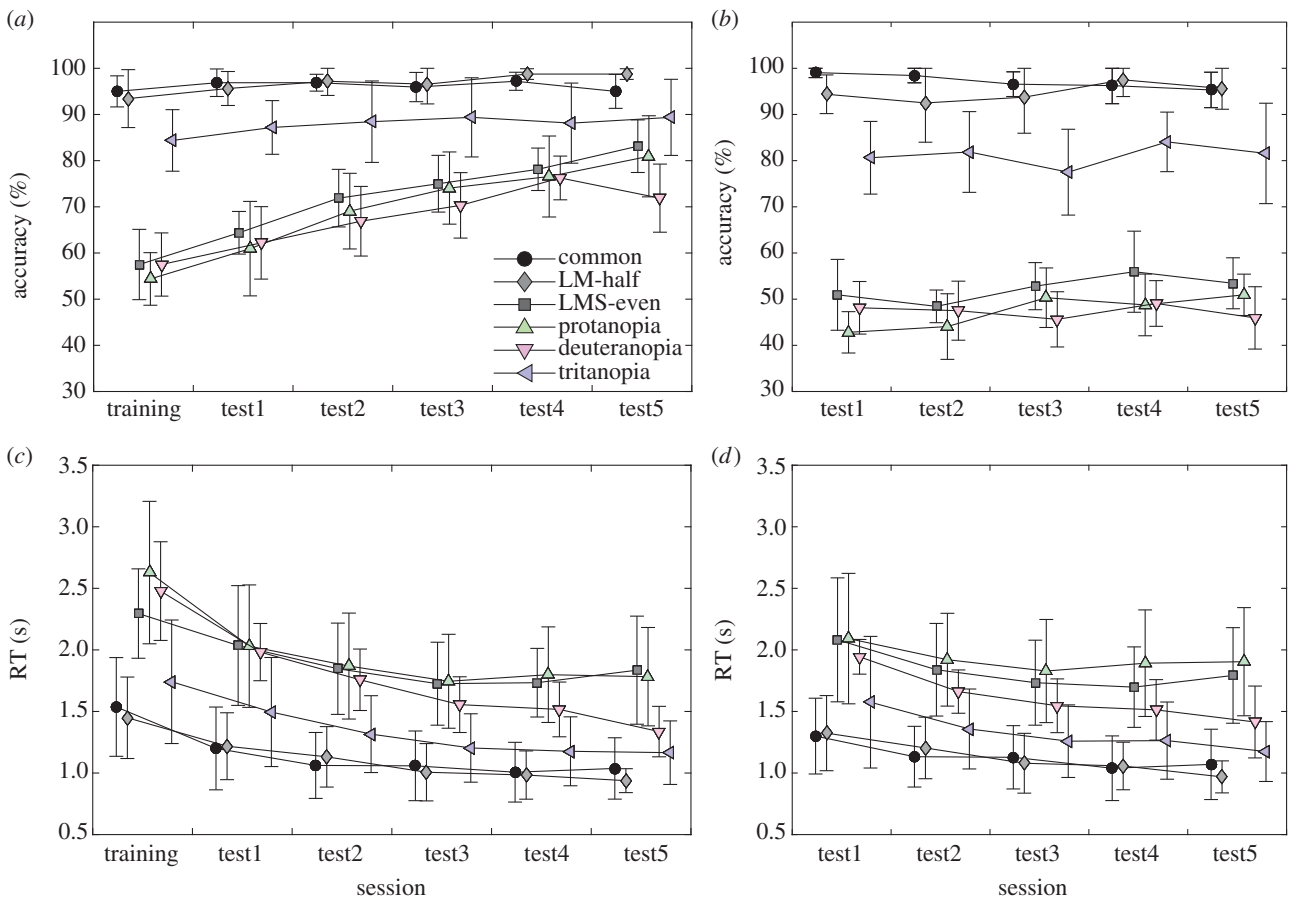 (a)
100
90
80
70
60
50
40
30
accuracy (%)
common
LM-half
LMS-even
protanopia
deuteranopia
tritanopia
training test1 test2 test3 test4 test5
(b)
100
90
80
70
60
50
40
30
accuracy (%)
test1 test2 test3 test4 test5
(c)
3.5
3.0
2.5
2.0
1.5
1.0
0.5
RT (s)
training test1 test2 test3 test4 test5
session
(d)
3.5
3.0
2.5
2.0
1.5
1.0
0.5
RT (s)
test1 test2 test3 test4 test5
session